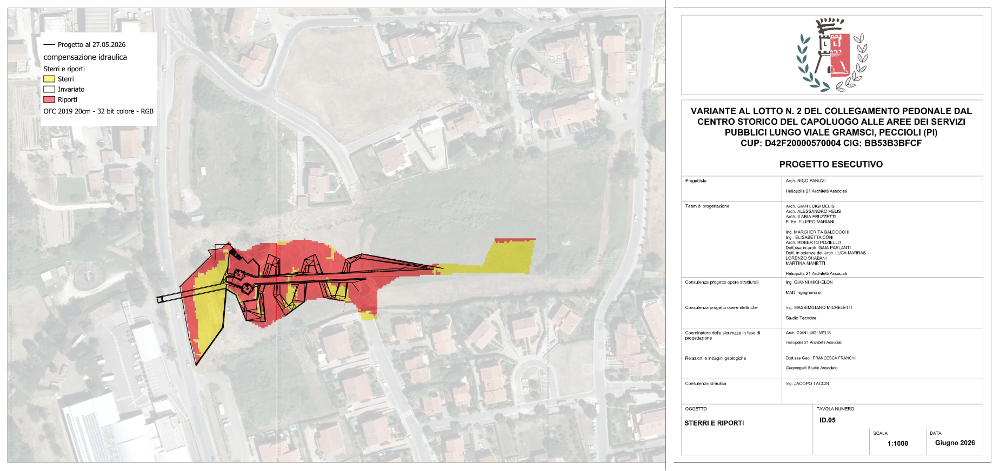 Progetto al 27.05.2026
compensazione idraulica
Sterri e riporti
Sterri
Invariato
Riporti
OFC 2019 20cm - 32 bit colore - RGB
VARIANTE AL LOTTO N. 2 DEL COLLEGAMENTO PEDONALE DAL
CENTRO STORICO DEL CAPOLUOGO ALLE AREE DEI SERVIZI
PUBBLICI LUNGO VIALE GRAMSCI, PECCIOLI (PI)
CUP: D42F20000570004 CIG: BB53B3BFCF
PROGETTO ESECUTIVO
Progettista
Arch. NICO PANIZZI
Heliopolis 21 Architetti Associati
Team di progettazione
Arch. GIAN LUIGI MELIS
Arch. ALESSANDRO MELIS
Arch. ILARIA FRUZZETTI
P. Ed. FILIPPO MARIANI
Ing. MARGHERITA BALDOCCHI
Ing. ELISABETTA CONI
Arch. ROBERTO POZIELLO
Dott.ssa in arch. GAIA PARLANTI
Dott. in scienze dell'arch. LUCA MARRAS
LORENZO SHABANI
MARTINA MANETTI
Heliopolis 21 Architetti Associati
Consulenza progetto opere strutturali
Ing. GIANNI MICHELON
MAD Ingegneria srl
Consulenza progetto opere elettriche
Ing. MASSIMILIANO MICHELETTI
Studio Tecnotre
Coordinatore della sicurezza in fase di
progettazione
Arch. GIAN LUIGI MELIS
Heliopolis 21 Architetti Associati
Relazioni e indagini geologiche
Dott.ssa Geol. FRANCESCA FRANCHI
Geoprogetti Studio Associato
Consulenza idraulica
Ing. JACOPO TACCINI
OGGETTO
STERRI E RIPORTI
TAVOLA NUMERO
ID.05
SCALA
1:1000
DATA
Giugno 2026